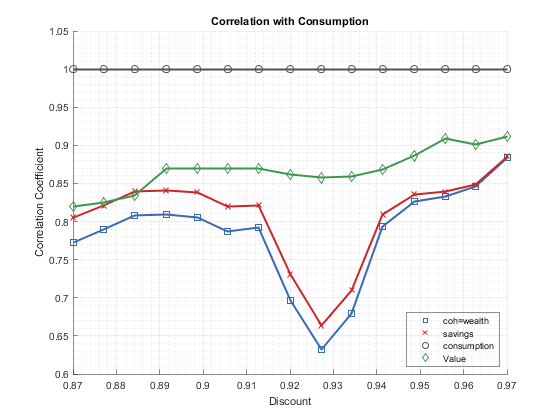 Correlation with Consumption
1.05
1
0.95
0.9
0.85
0.8
0.75
0.7
0.65
0.6
Correlation Coefficient
0.87 0.88 0.89 0.9 0.91 0.92 0.93 0.94 0.95 0.96 0.97
Discount
coh=wealth
savings
consumption
Value